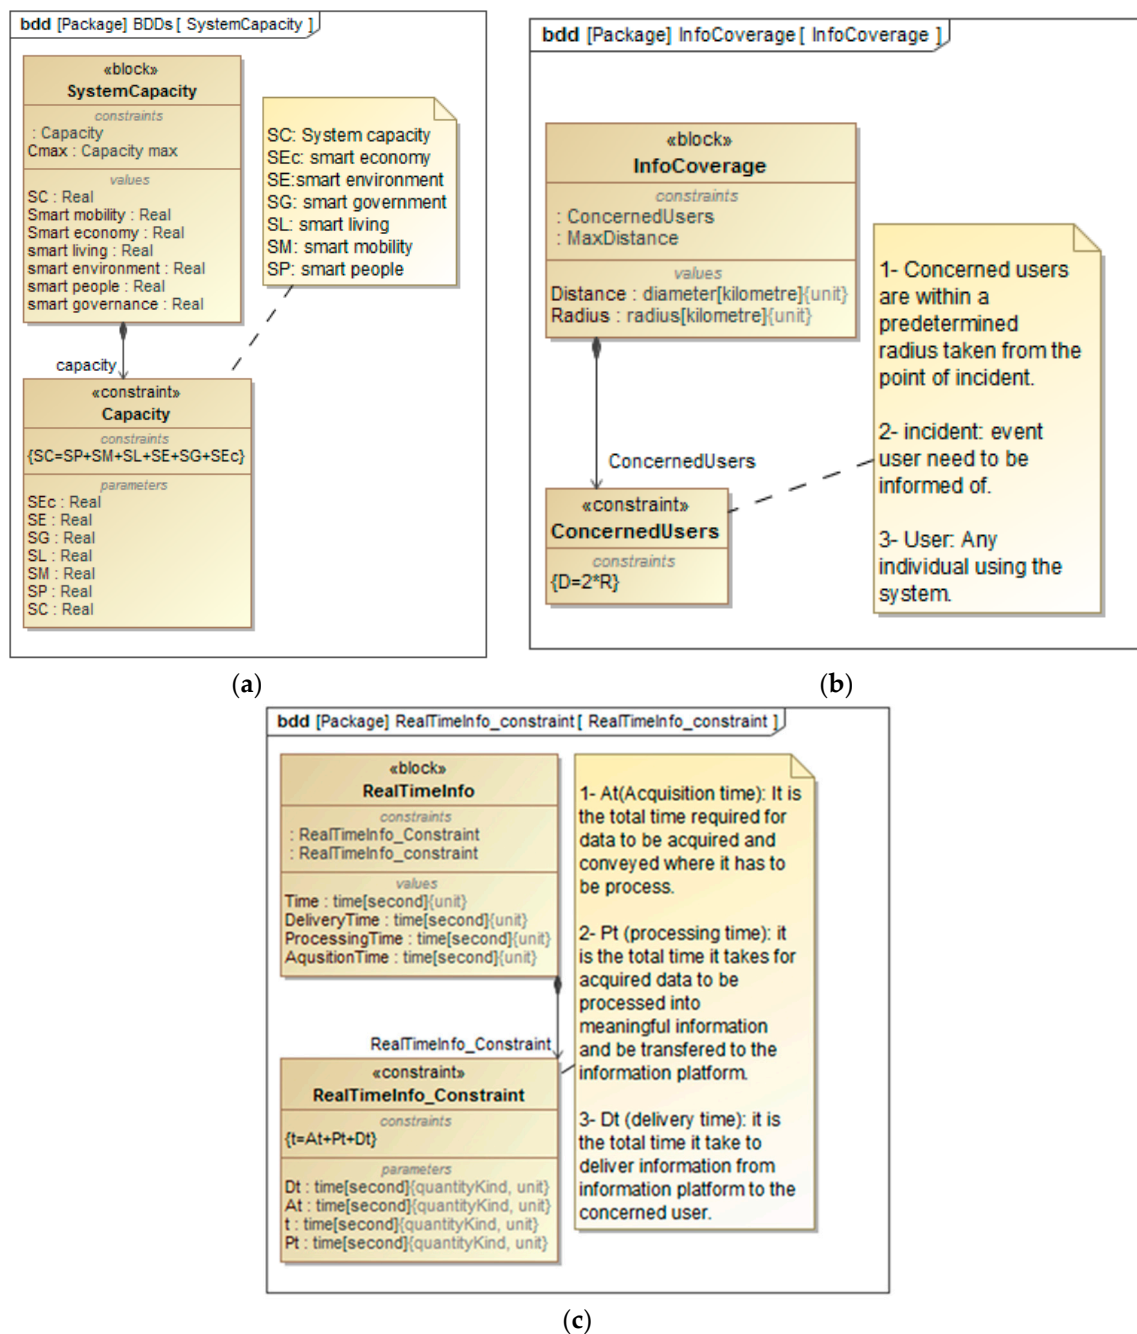 bdd [Package] BDDs [ SystemCapacity ]
«block»
SystemCapacity
constraints
: Capacity
Cmax : Capacity max
values
SC : Real
Smart mobility : Real
Smart economy : Real
smart living : Real
smart environment : Real
smart people : Real
smart governance : Real
SC: System capacity
SEc: smart economy
SE:smart environment
SG: smart government
SL: smart living
SM: smart mobility
SP: smart people
capacity
«constraint»
Capacity
constraints
{SC=SP+SM+SL+SE+SG+SEc}
parameters
SEc : Real
SE : Real
SG : Real
SL : Real
SM : Real
SP : Real
SC : Real
(a)
bdd [Package] InfoCoverage [ InfoCoverage ]
«block»
InfoCoverage
constraints
: ConcernedUsers
: MaxDistance
values
Distance : diameter[kilometre]{unit}
Radius : radius[kilometre]{unit}
ConcernedUsers
«constraint»
ConcernedUsers
constraints
{D=2*R}
1- Concerned users
are within a
predetermined
radius taken from the
point of incident.
2- incident: event
user need to be
informed of.
3- User: Any
individual using the
system.
(b)
bdd [Package] RealTimeInfo_constraint [ RealTimeInfo_constraint ]
«block»
RealTimeInfo
constraints
: RealTimeInfo_Constraint
: RealTimeInfo_constraint
values
Time : time[second]{unit}
DeliveryTime : time[second]{unit}
ProcessingTime : time[second]{unit}
AqusitionTime : time[second]{unit}
RealTimeInfo_Constraint
«constraint»
RealTimeInfo_Constraint
constraints
{t=At+Pt+Dt}
parameters
Dt : time[second]{quantityKind, unit}
At : time[second]{quantityKind, unit}
t : time[second]{quantityKind, unit}
Pt : time[second]{quantityKind, unit}
1- At(Acquisition time): It is
the total time required for
data to be acquired and
conveyed where it has to
be process.
2- Pt (processing time): it
is the total time it takes for
acquired data to be
processed into
meaningful information
and be transfered to the
information platform.
3- Dt (delivery time): it is
the total time it take to
deliver information from
information platform to the
concerned user.
(c)